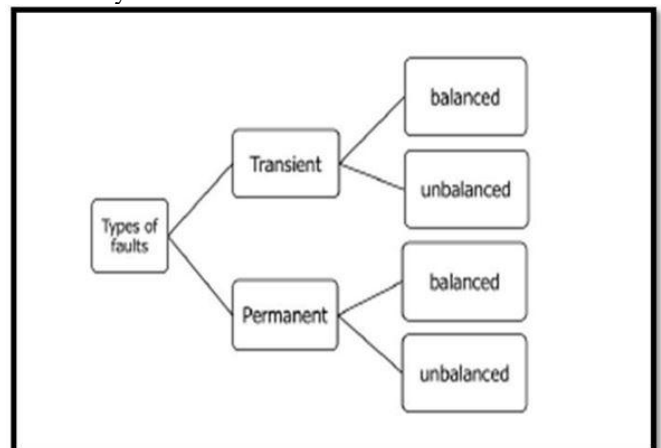 balanced
Transient
unbalanced
Types of
faults
balanced
Permanent
unbalanced